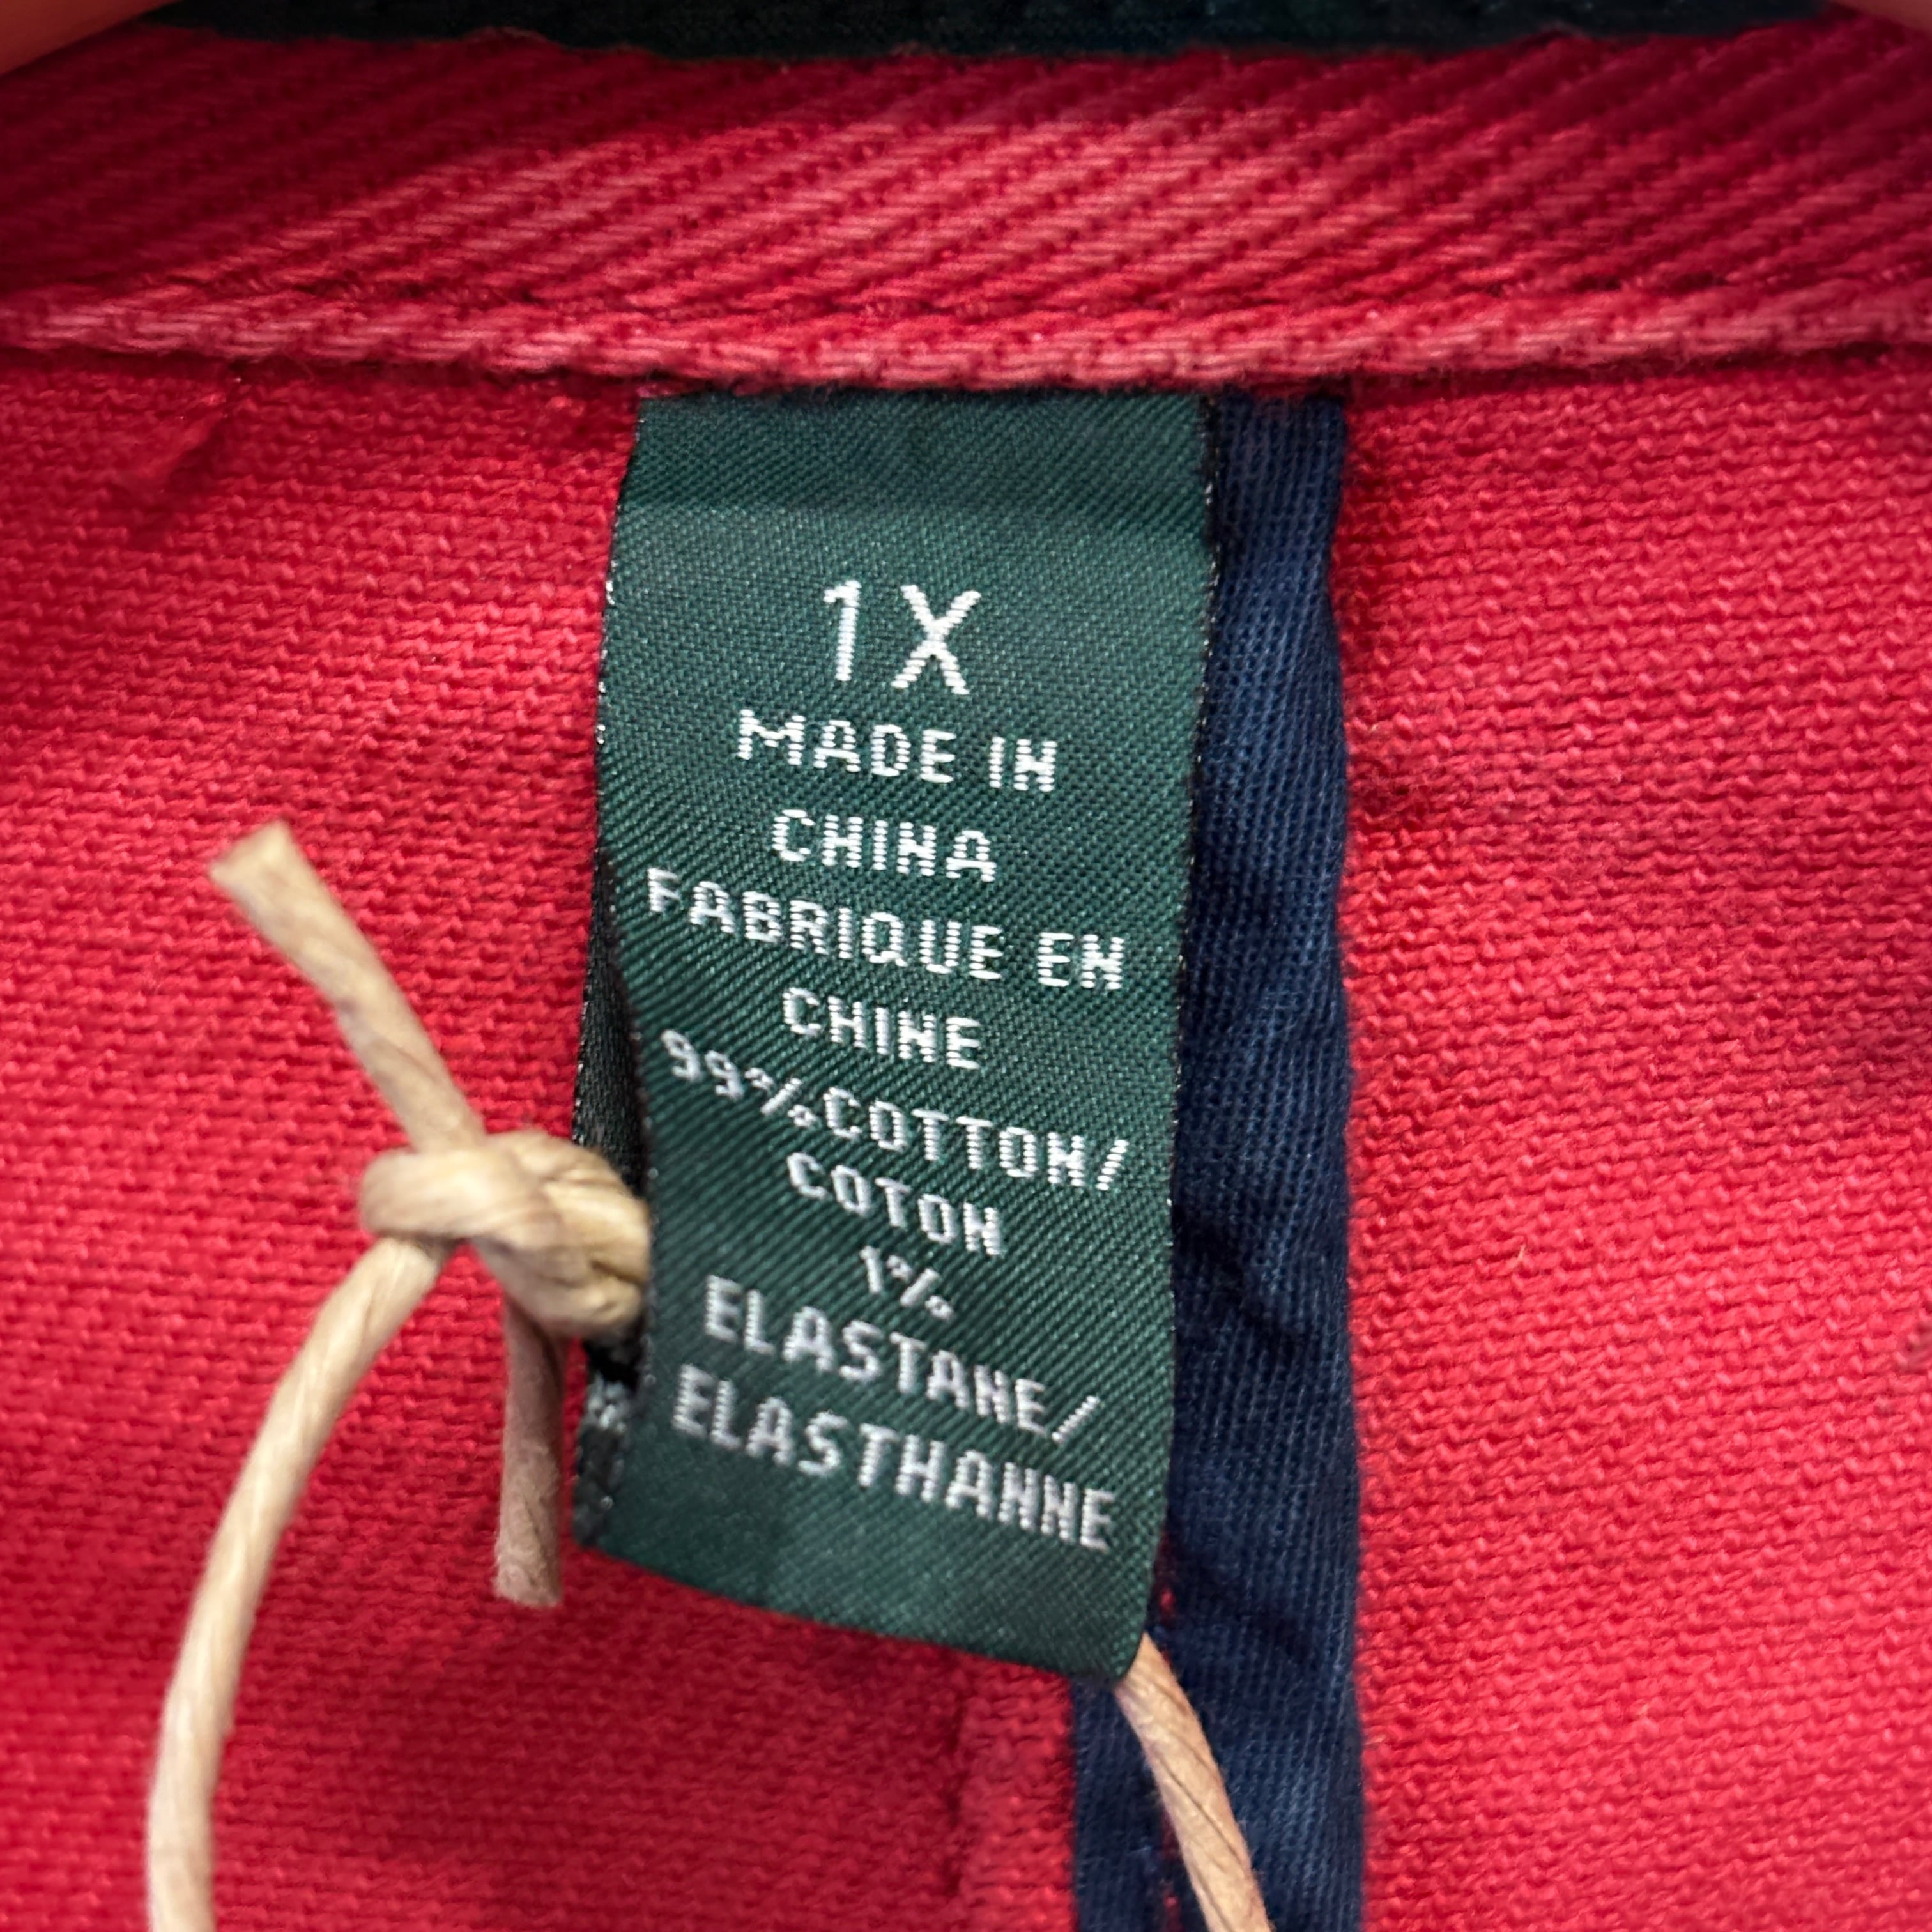 1X
MADE IN
CHINA
FABRIQUE EN
CHINE
99%COTTON/
COTON
1%
ELASTANE/
ELASTHANNE